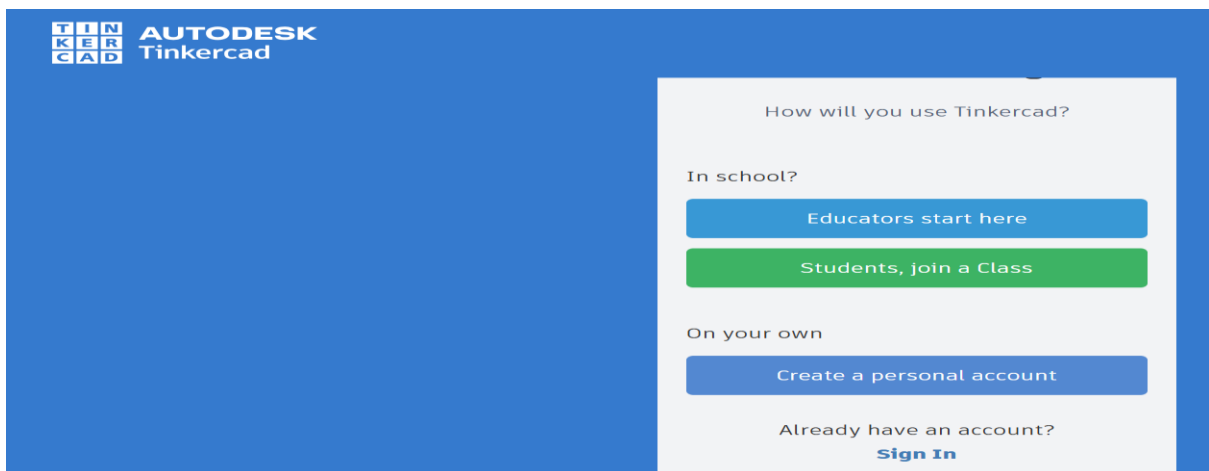 TIN
KER
CAD
AUTODESK
Tinkercad
How will you use Tinkercad?
In school?
Educators start here
Students, join a Class
On your own
Create a personal account
Already have an account?
Sign In